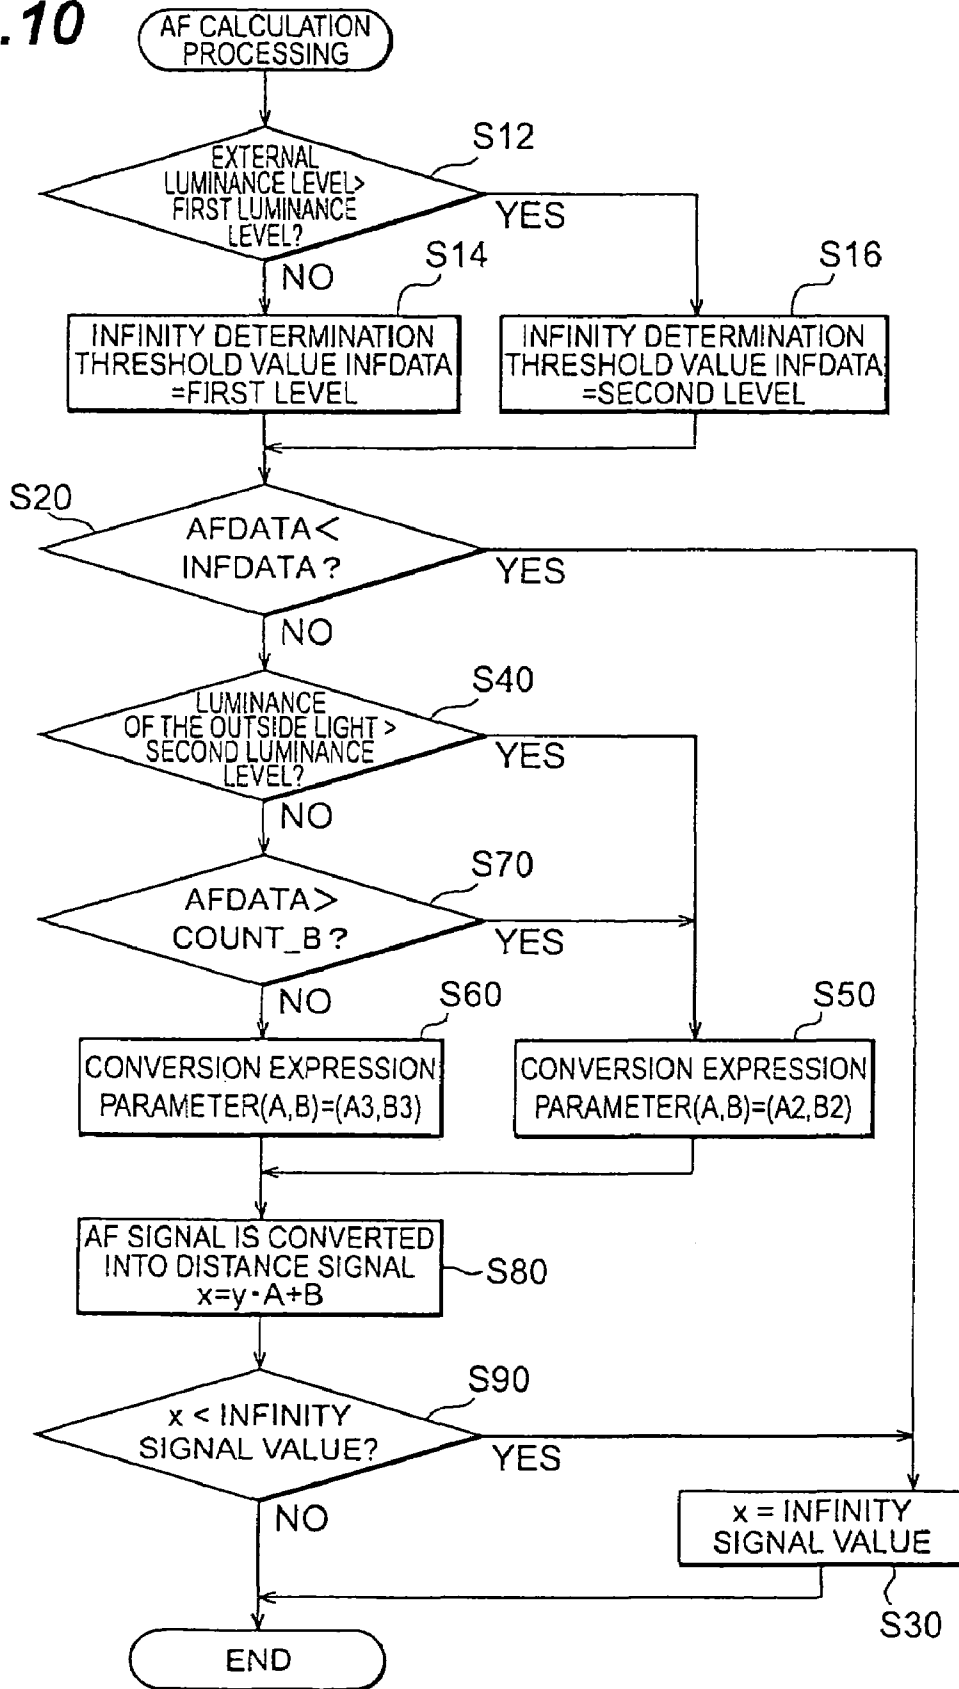 .10
AF CALCULATION
PROCESSING
S12
EXTERNAL
LUMINANCE LEVEL>
FIRST LUMINANCE
LEVEL?
YES
NO
S14
S16
INFINITY DETERMINATION
THRESHOLD VALUE INFDATA
=FIRST LEVEL
INFINITY DETERMINATION
THRESHOLD VALUE INFDATA
=SECOND LEVEL
S20
AFDATA<
INFDATA?
YES
NO
S40
LUMINANCE
OF THE OUTSIDE LIGHT >
SECOND LUMINANCE
LEVEL?
YES
NO
S70
AFDATA>
COUNT_B?
YES
NO
S60
S50
CONVERSION EXPRESSION
PARAMETER(A,B)=(A3,B3)
CONVERSION EXPRESSION
PARAMETER(A,B)=(A2,B2)
AF SIGNAL IS CONVERTED
INTO DISTANCE SIGNAL
x=y·A+B
S80
S90
x < INFINITY
SIGNAL VALUE?
YES
NO
x = INFINITY
SIGNAL VALUE
S30
END